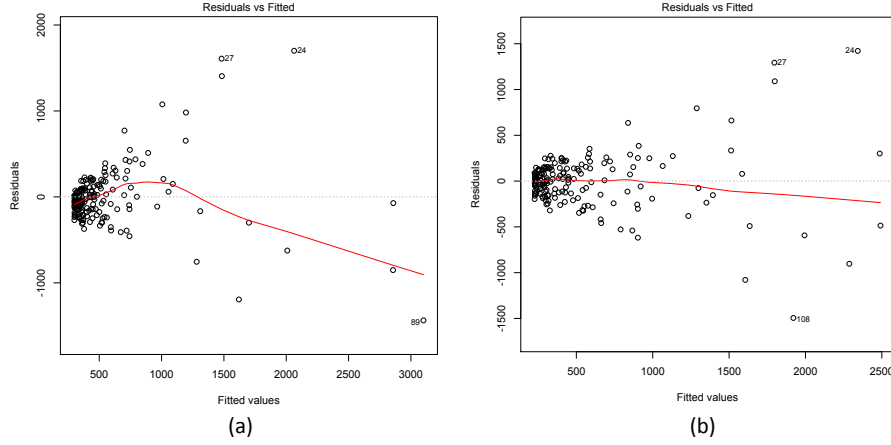 Residuals vs Fitted
2000
1000
0
-1000
Residuals
27
24
89
500 1000 1500 2000 2500 3000
Fitted values
(a)
Residuals vs Fitted
1500
1000
500
0
-500
-1000
-1500
Residuals
27
24
108
500 1000 1500 2000 2500
Fitted values
(b)